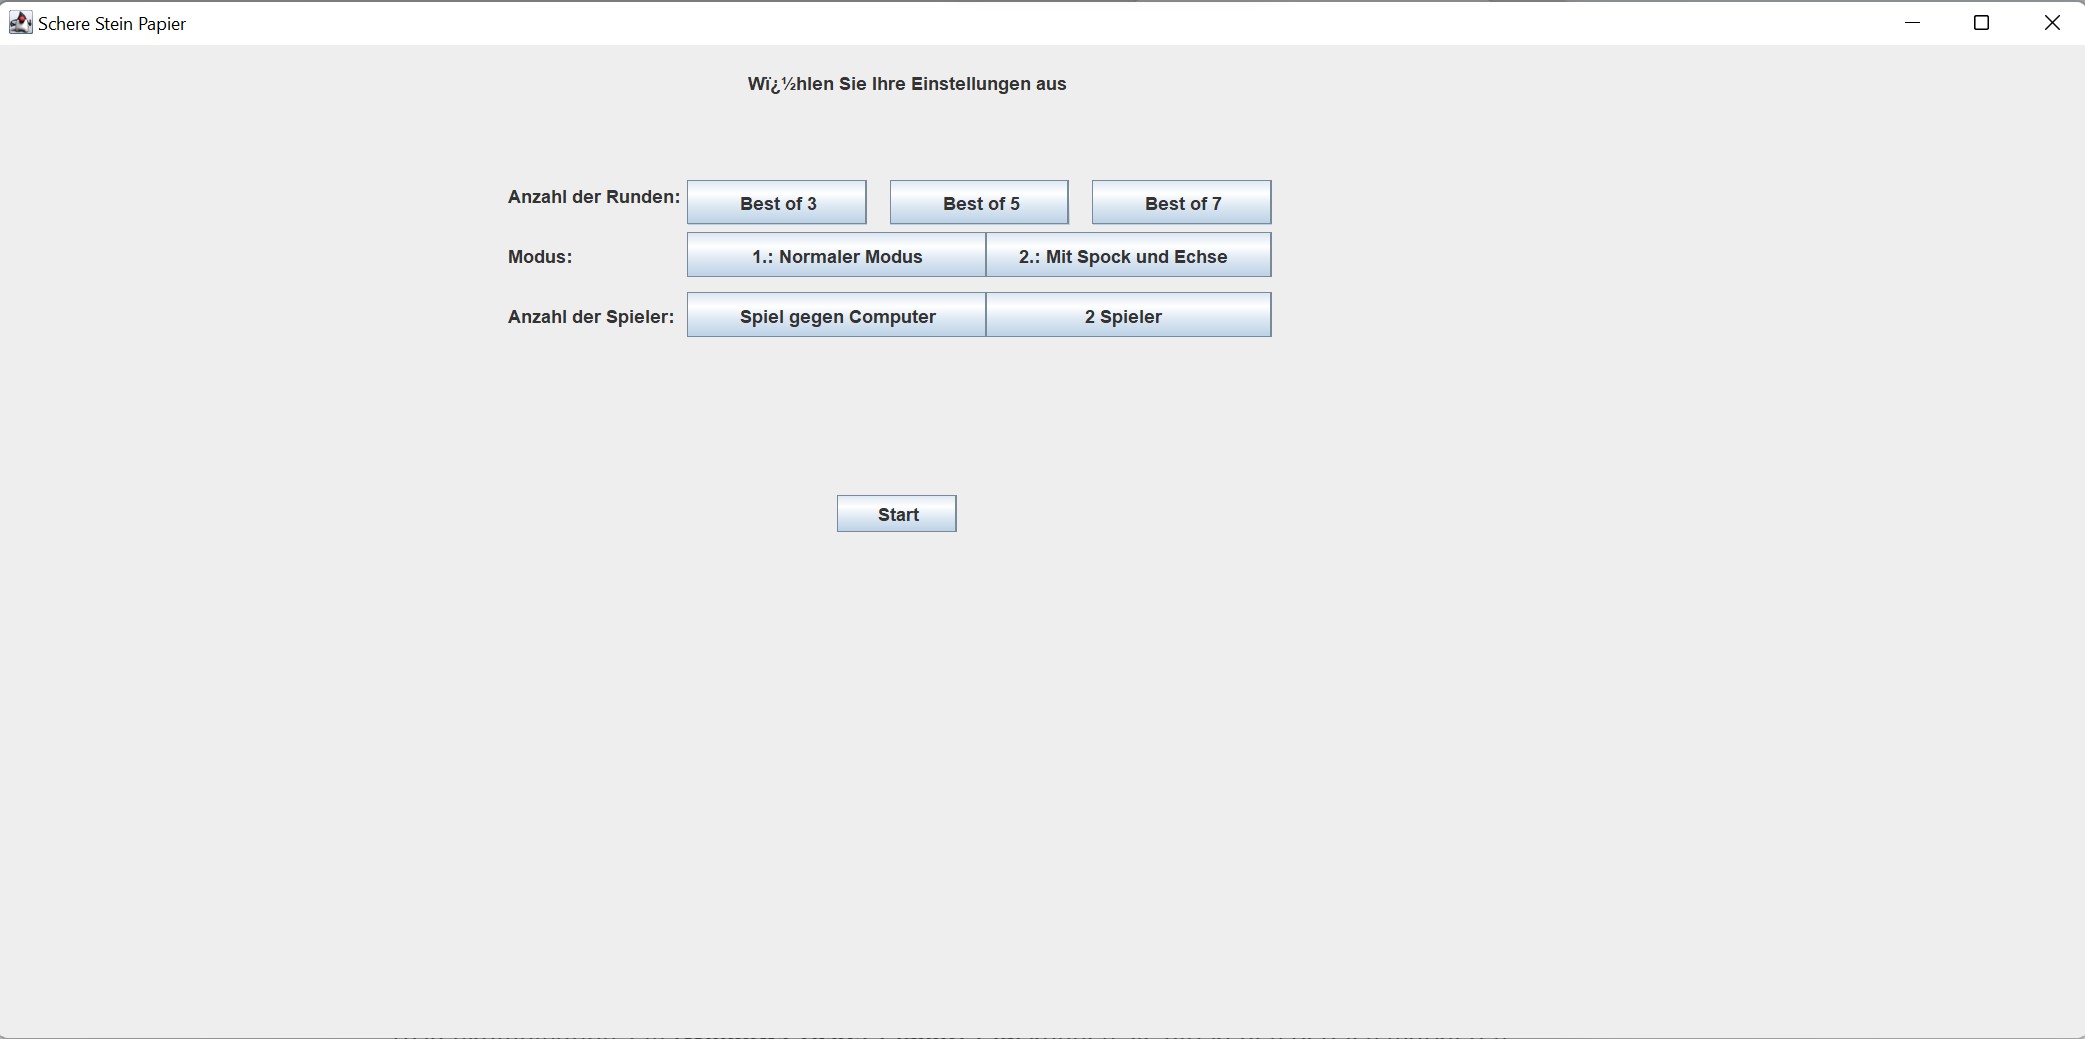 Schere Stein Papier
Wï¿½hlen Sie Ihre Einstellungen aus
Anzahl der Runden: Best of 3 Best of 5 Best of 7
Modus: 1.: Normaler Modus 2.: Mit Spock und Echse
Anzahl der Spieler: Spiel gegen Computer 2 Spieler
Start